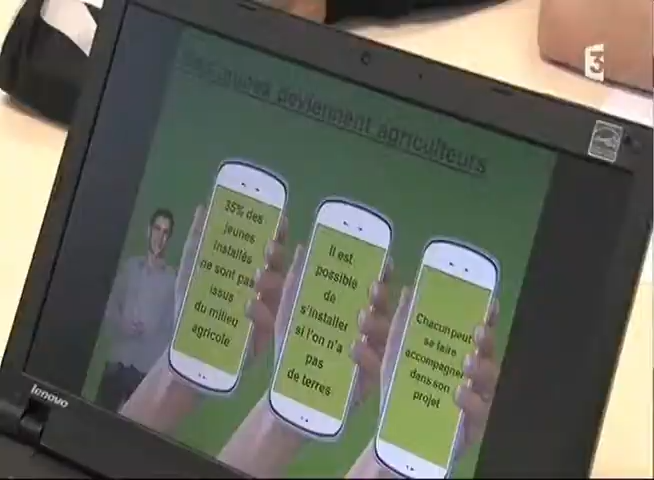 3
deviennent agriculteurs
35% des
jeunes
installés
ne sont pas
issus
du milieu
agricole
Il est
possible
de
s'installer
si l'on n'a
pas
de terres
Chacun peut
se faire
accompagner
dans son
projet
lenovo